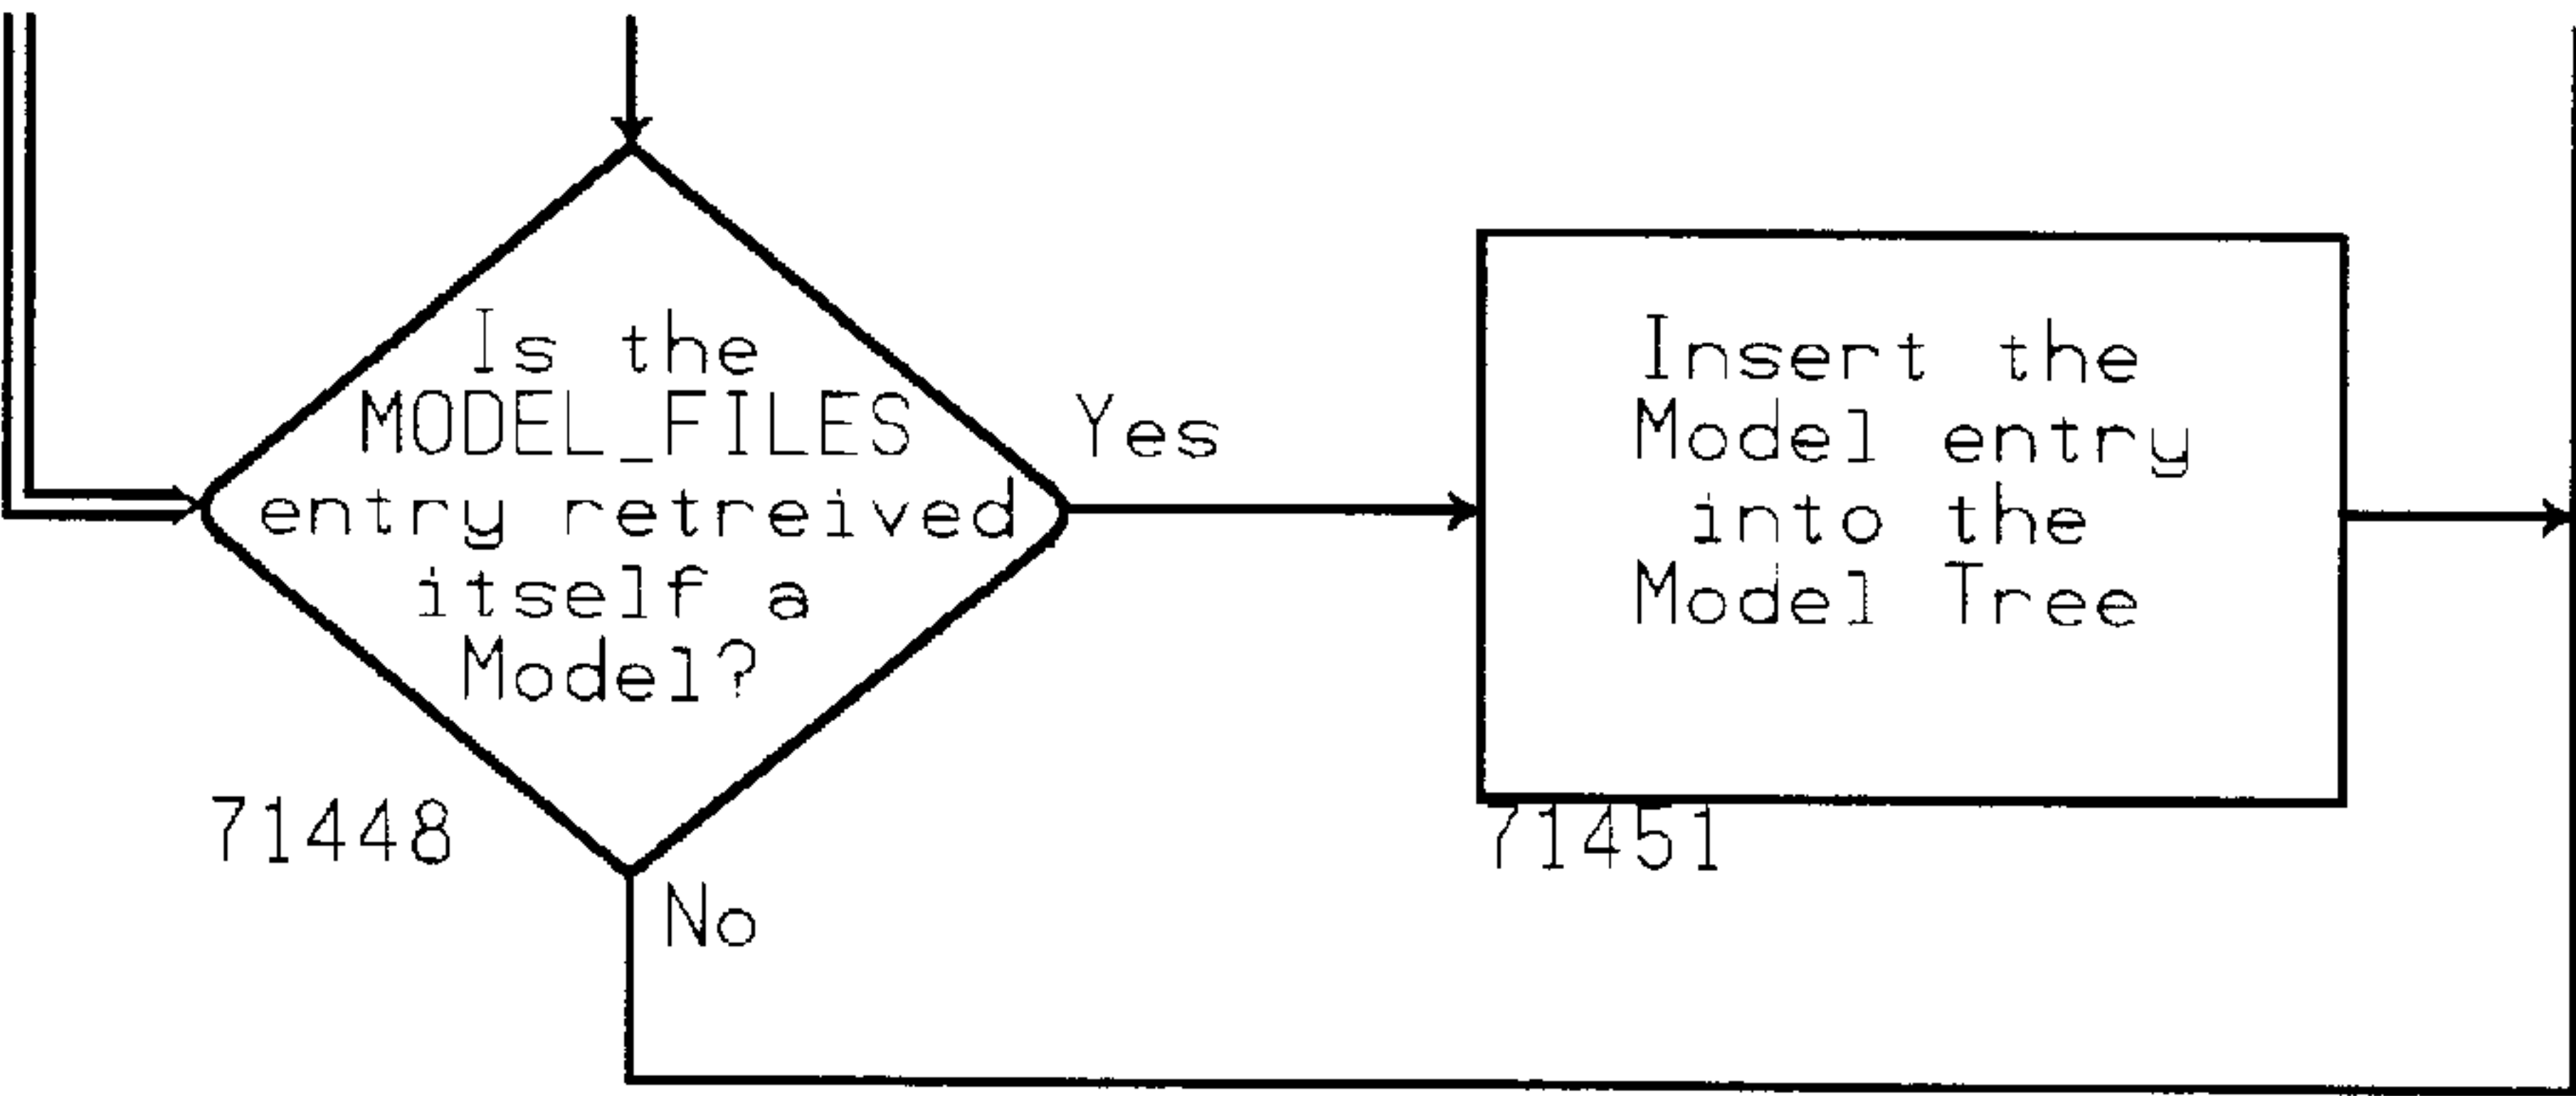 Is the
MODEL_FILES
entry retreived
itself a
Model?
71448
Yes
No
Insert the
Model entry
into the
Model Tree
71451